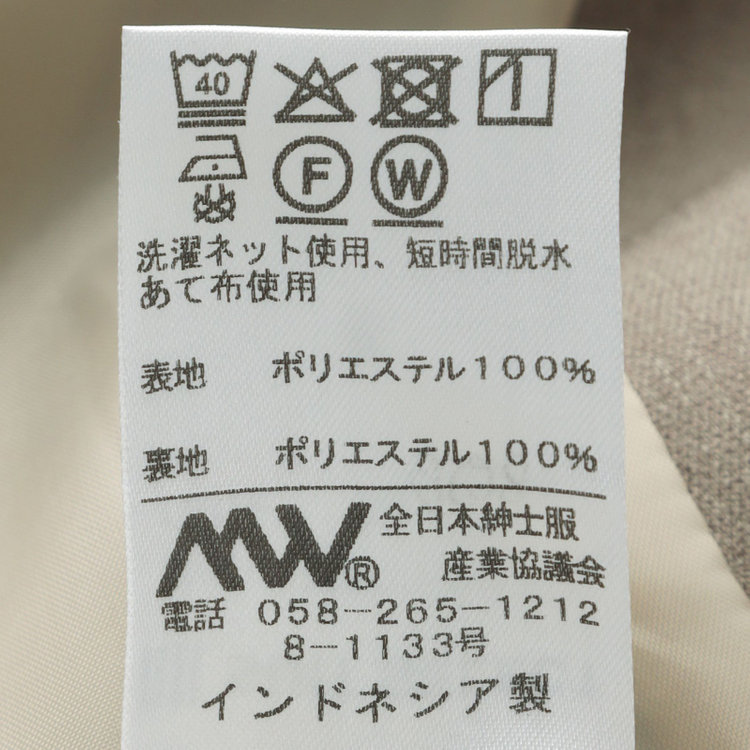 40
F W
洗濯ネット使用、短時間脱水
あて布使用
表地 ポリエステル100%
裏地 ポリエステル100%
MW® 全日本紳士服
産業協議会
電話 058-265-1212
8-1133号
インドネシア製